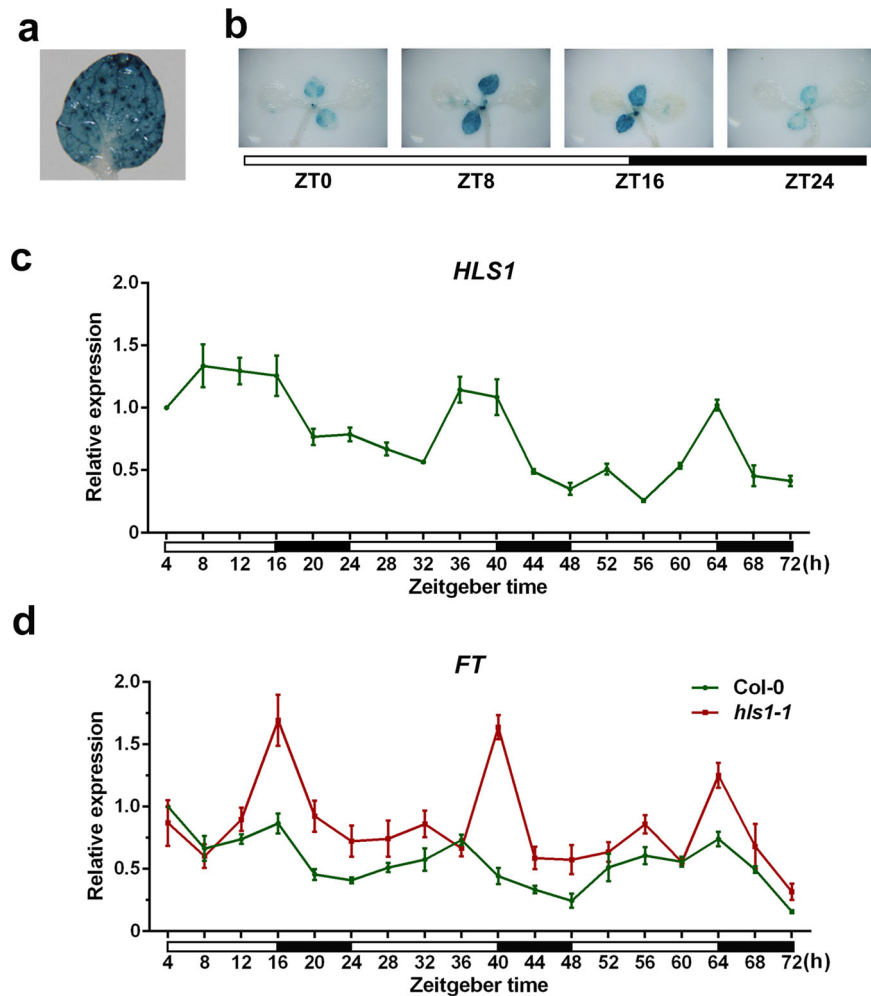 a
b
ZT0 ZT8 ZT16 ZT24
c
HLS1
2.0
1.5
1.0
0.5
0
Relative expression
4 8 12 16 20 24 28 32 36 40 44 48 52 56 60 64 68 72(h)
Zeitgeber time
d
FT
2.0
1.5
1.0
0.5
0
Relative expression
Col-0
hls1-1
4 8 12 16 20 24 28 32 36 40 44 48 52 56 60 64 68 72(h)
Zeitgeber time